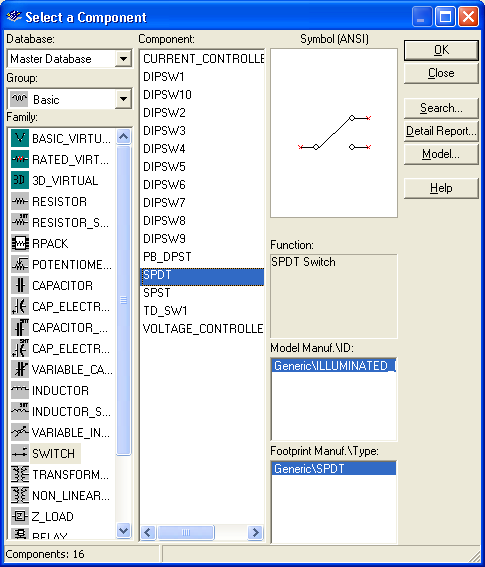 Select a Component
Database:
Master Database
Group:
Basic
Family:
BASIC_VIRTU...
RATED_VIRT...
3D_VIRTUAL
RESISTOR
RESISTOR_S...
RPACK
POTENTIOME...
CAPACITOR
CAP_ELECTR...
CAPACITOR_...
CAP_ELECTR...
VARIABLE_CA...
INDUCTOR
INDUCTOR_S...
VARIABLE_IN...
SWITCH
TRANSFORM...
NON_LINEAR...
Z_LOAD
RELAY
Component:
CURRENT_CONTROLLE
DIPSW1
DIPSW10
DIPSW2
DIPSW3
DIPSW4
DIPSW5
DIPSW6
DIPSW7
DIPSW8
DIPSW9
PB_DPST
SPDT
SPST
TD_SW1
VOLTAGE_CONTROLLE
Symbol (ANSI)
Function:
SPDT Switch
Model Manuf.\ID:
Generic\ILLUMINATED_
Footprint Manuf.\Type:
Generic\SPDT
OK
Close
Search...
Detail Report...
Model...
Help
Components: 16